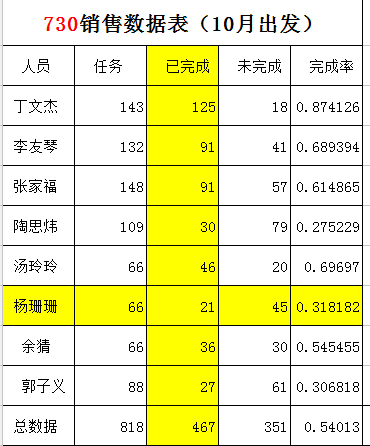 730销售数据表（10月出发）
人员 任务 已完成 未完成 完成率
丁文杰 143 125 18 0.874126
李友琴 132 91 41 0.689394
张家福 148 91 57 0.614865
陶思炜 109 30 79 0.275229
汤玲玲 66 46 20 0.69697
杨珊珊 66 21 45 0.318182
余猜 66 36 30 0.545455
郭子义 88 27 61 0.306818
总数据 818 467 351 0.54013